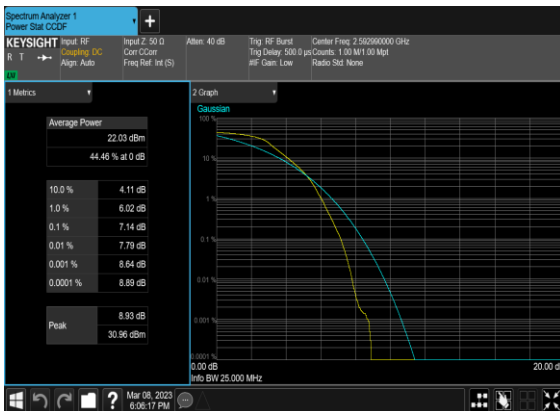 Spectrum Analyzer 1
Power Stat CCDF
+
KEYSIGHT
R T
LV
Input: RF
Coupling: DC
Align: Auto
Input Z: 50 Ω
Corr CCorr
Freq Ref: Int (S)
Atten: 40 dB
Trig: RF Burst
Trig Delay: 500.0 µs
#IF Gain: Low
Center Freq: 2.592990000 GHz
Counts: 1.00 M/1.00 Mpt
Radio Std: None
1 Metrics
Average Power
22.03 dBm
44.46 % at 0 dB
10.0 % 4.11 dB
1.0 % 6.02 dB
0.1 % 7.14 dB
0.01 % 7.79 dB
0.001 % 8.64 dB
0.0001 % 8.89 dB
Peak
8.93 dB
30.96 dBm
2 Graph
Gaussian
100 %
10 %
1 %
0.1 %
0.01 %
0.001 %
0.0001 %
0.00 dB
20.00 dB
Info BW 25.000 MHz
?
Mar 08, 2023
6:06:17 PM